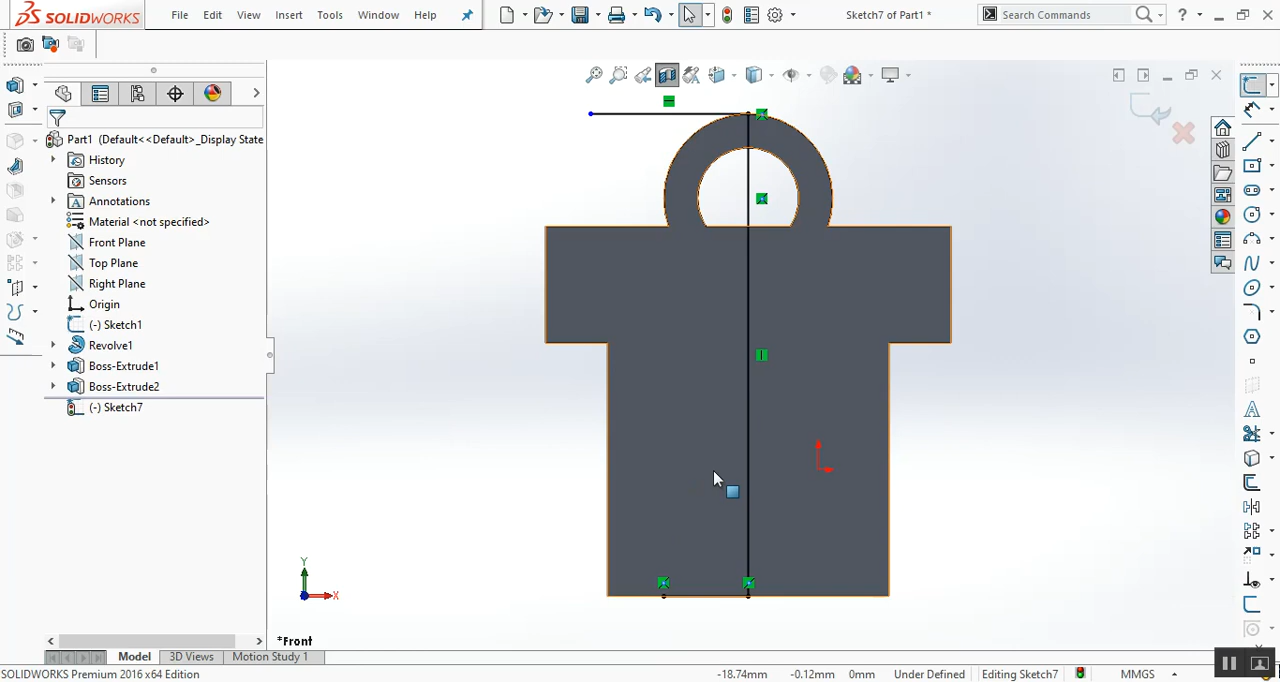 SOLIDWORKS File Edit View Insert Tools Window Help Sketch7 of Part1 * Search Commands ?
Part1 (Default<<Default>_Display State
History
Sensors
Annotations
Material <not specified>
Front Plane
Top Plane
Right Plane
Origin
(-) Sketch1
Revolve1
Boss-Extrude1
Boss-Extrude2
(-) Sketch7
Y
X
*Front
Model 3D Views Motion Study 1
SOLIDWORKS Premium 2016 x64 Edition -18.74mm -0.12mm 0mm Under Defined Editing Sketch7 MMGS